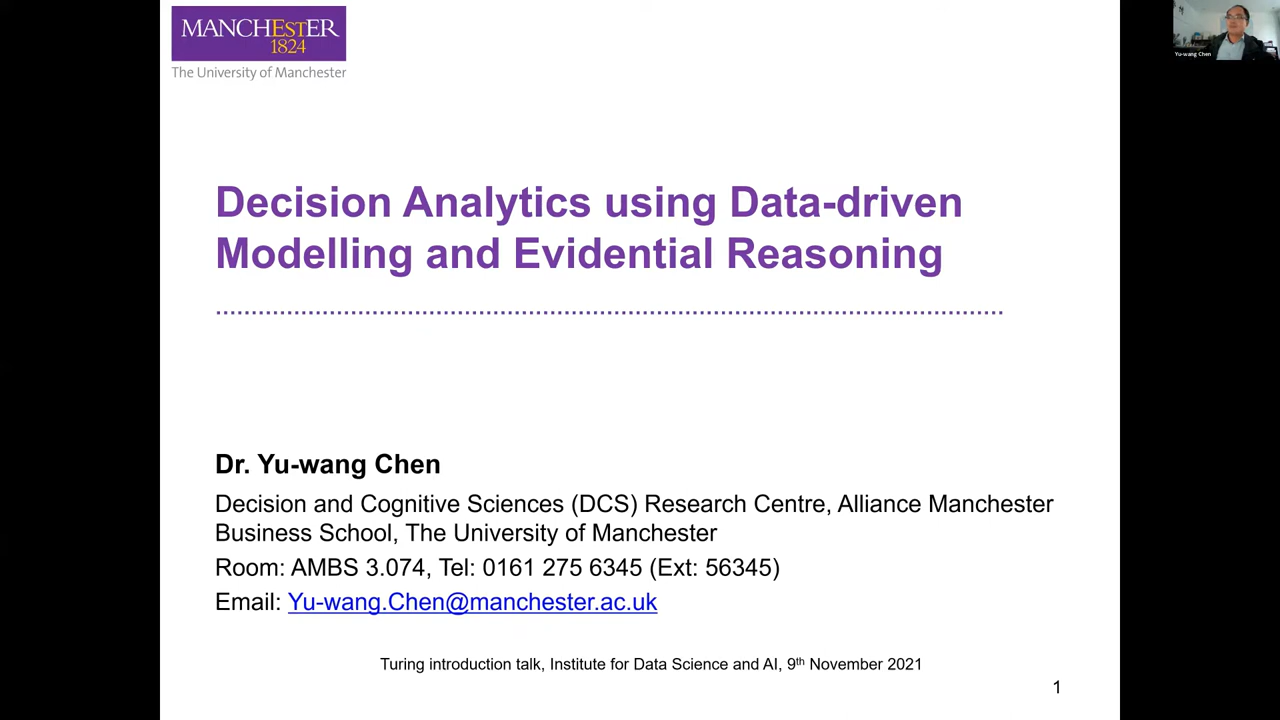 MANCHESTER
1824
The University of Manchester
Yu-wang Chen
Decision Analytics using Data-driven
Modelling and Evidential Reasoning
Dr. Yu-wang Chen
Decision and Cognitive Sciences (DCS) Research Centre, Alliance Manchester
Business School, The University of Manchester
Room: AMBS 3.074, Tel: 0161 275 6345 (Ext: 56345)
Email: Yu-wang.Chen@manchester.ac.uk
Turing introduction talk, Institute for Data Science and AI, 9th November 2021
1